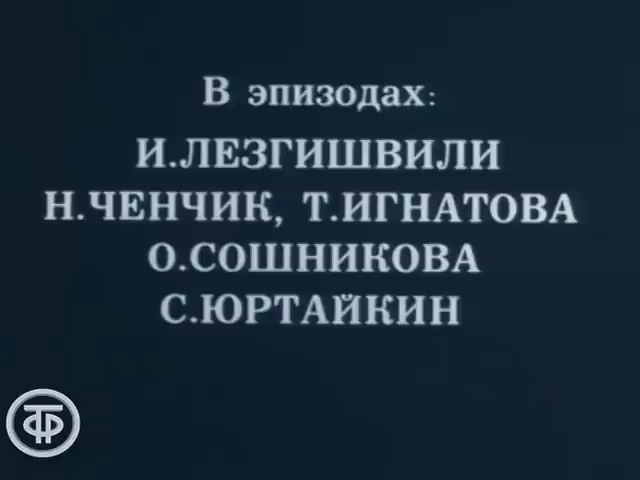 В эпизодах:
И.ЛЕЗГИШВИЛИ
Н.ЧЕНЧИК, Т.ИГНАТОВА
О.СОШНИКОВА
С.ЮРТАЙКИН